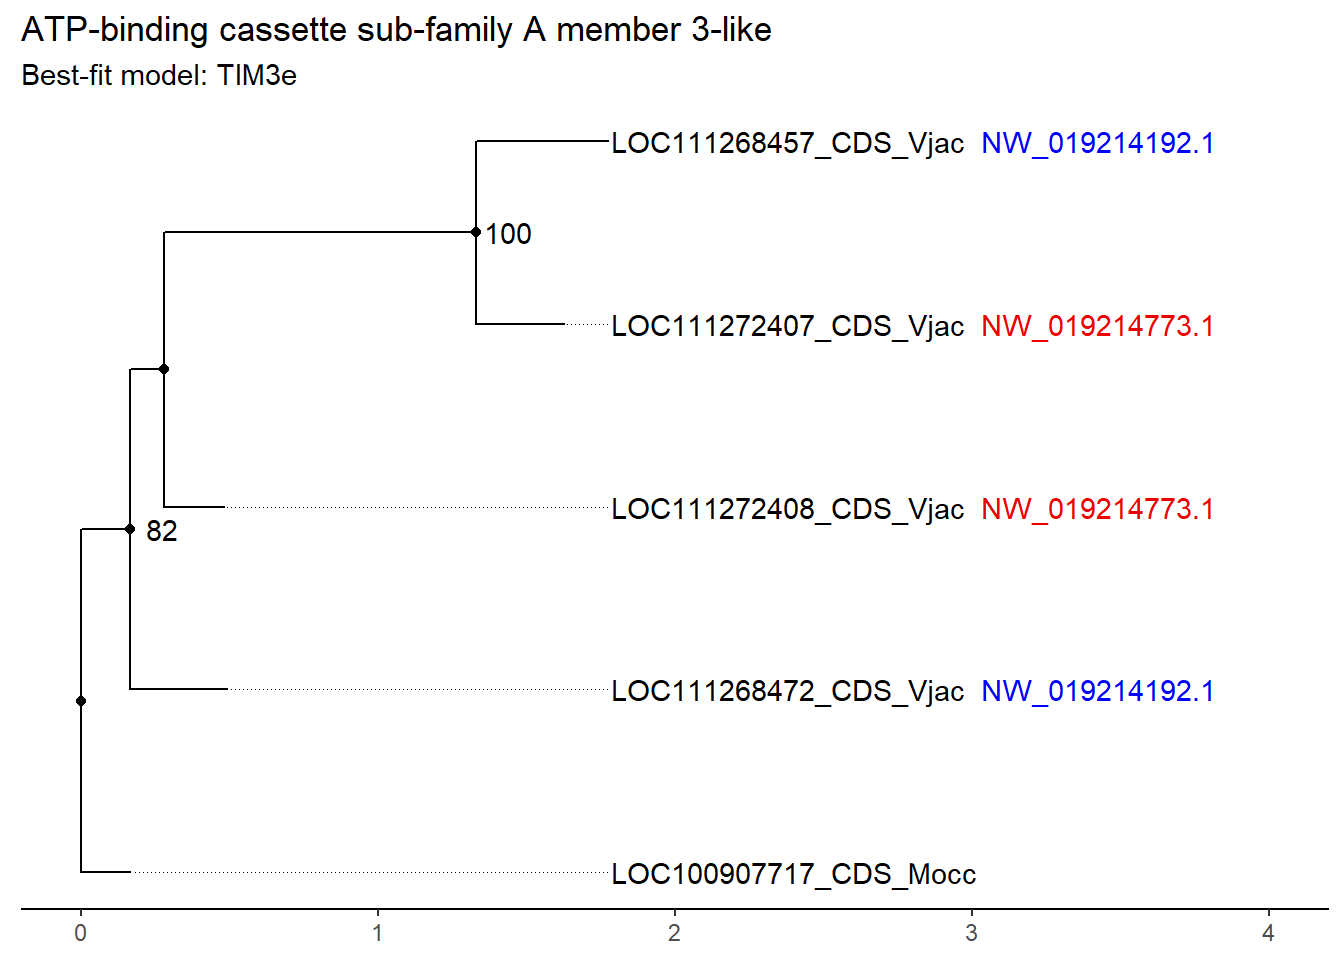 ATP-binding cassette sub-family A member 3-like
Best-fit model: TIM3e
LOC111268457_CDS_Vjac NW_019214192.1
100
LOC111272407_CDS_Vjac NW_019214773.1
LOC111272408_CDS_Vjac NW_019214773.1
82
LOC111268472_CDS_Vjac NW_019214192.1
LOC100907717_CDS_Mocc
0 1 2 3 4